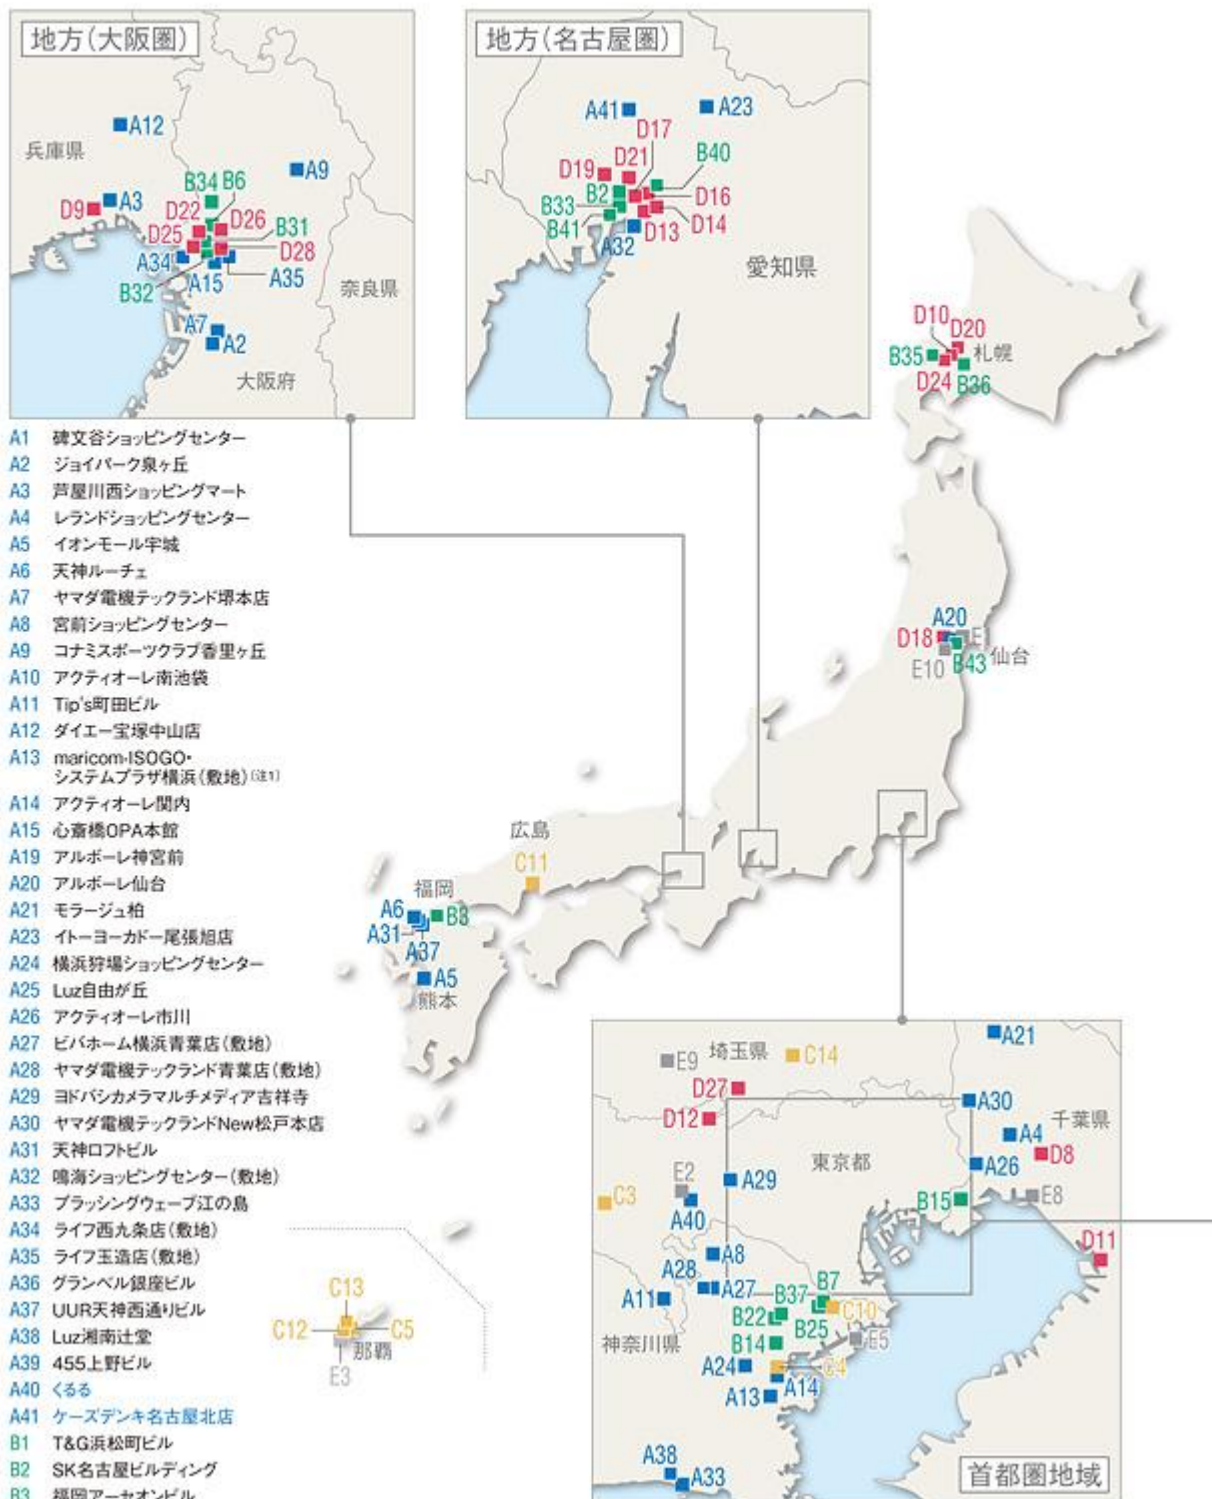 地方(大阪圏)
兵庫県
A12
A9
B34 B6
D22
D26
D9
A3
D25
B31
D28
A34
A15
A35
B32
奈良県
A7
A2
大阪府
地方(名古屋圏)
A41
A23
D17
D21
B40
D19
B2
D16
B33
D14
B41
D13
A32
愛知県
D10
D20
B35
札幌
D24
B36
A20
D18
E1
仙台
E10
B43
広島
C11
福岡
A6
B3
A31
A37
A5
熊本
C13
C12
C5
那覇
E3
A1 碑文谷ショッピングセンター
A2 ジョイパーク泉ヶ丘
A3 芦屋川西ショッピングマート
A4 レランドショッピングセンター
A5 イオンモール宇城
A6 天神ルーチェ
A7 ヤマダ電機テックランド堺本店
A8 宮前ショッピングセンター
A9 コナミスポーツクラブ香里ヶ丘
A10 アクティオーレ南池袋
A11 Tip's町田ビル
A12 ダイエー宝塚中山店
A13 maricom-ISOGO・
システムプラザ横浜(敷地)(注1)
A14 アクティオーレ関内
A15 心斎橋OPA本館
A19 アルボーレ神宮前
A20 アルボーレ仙台
A21 モラージュ柏
A23 イトーヨーカドー尾張旭店
A24 横浜狩場ショッピングセンター
A25 Luz自由が丘
A26 アクティオーレ市川
A27 ビバホーム横浜青葉店(敷地)
A28 ヤマダ電機テックランド青葉店(敷地)
A29 ヨドバシカメラマルチメディア吉祥寺
A30 ヤマダ電機テックランドNew松戸本店
A31 天神ロフトビル
A32 鳴海ショッピングセンター(敷地)
A33 ブラッシングウェーブ江の島
A34 ライフ西九条店(敷地)
A35 ライフ玉造店(敷地)
A36 グランベル銀座ビル
A37 UUR天神西通りビル
A38 Luz湘南辻堂
A39 455上野ビル
A40 くるる
A41 ケーズデンキ名古屋北店
B1 T&G浜松町ビル
B2 SK名古屋ビルディング
B3 福岡アーセオンビル
A21
E9
埼玉県
C14
D27
A30
D12
千葉県
A4
東京都
D8
A26
E2
A29
C3
B15
E8
A40
D11
A8
A28
A27
B7
A11
B37
C10
B22
B25
神奈川県
B14
E5
A24
C4
A14
A13
A38
A33
首都圏地域